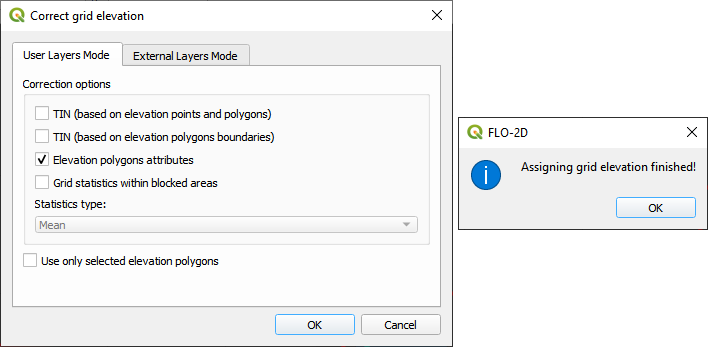 Correct grid elevation
User Layers Mode
External Layers Mode
Correction options
TIN (based on elevation points and polygons)
TIN (based on elevation polygons boundaries)
Elevation polygons attributes
Grid statistics within blocked areas
Statistics type:
Mean
Use only selected elevation polygons
OK
Cancel
FLO-2D
Assigning grid elevation finished!
OK